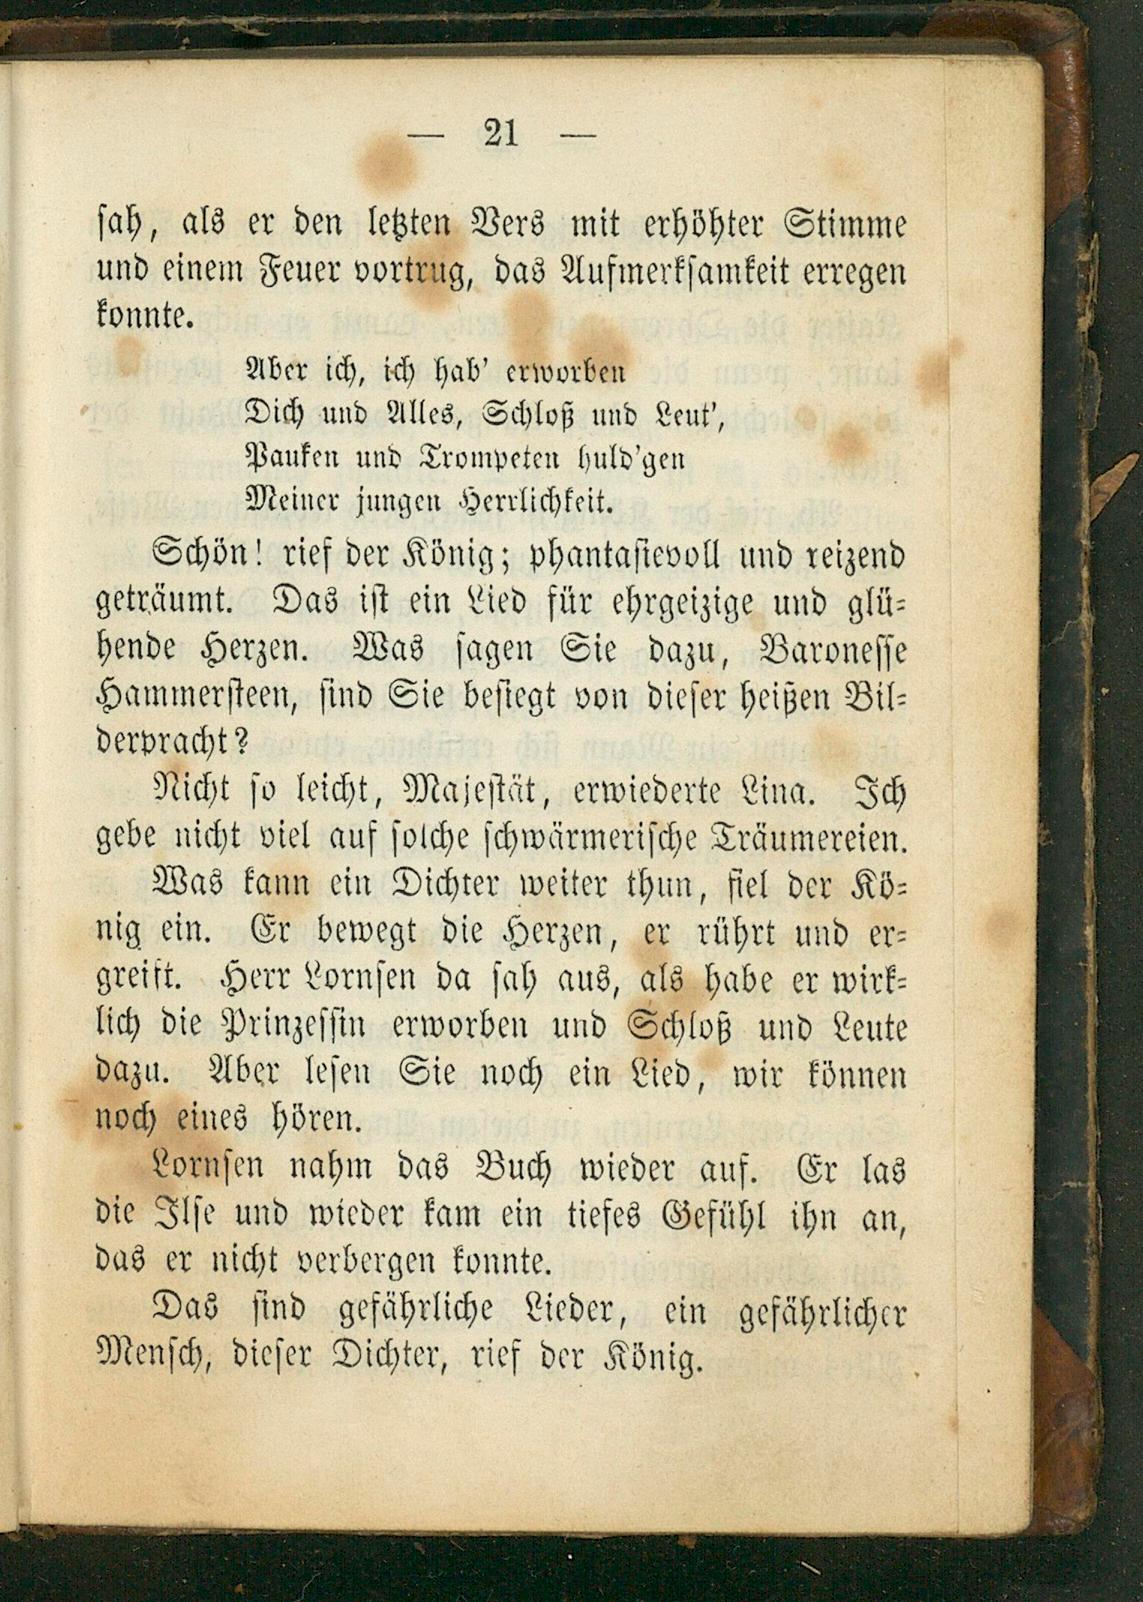 — 21 —
sah, als er den letzten Vers mit erhöhter Stimme
und einem Feuer vortrug, das Aufmerksamkeit erregen
konnte.
Aber ich, ich hab' erworben
Dich und Alles, Schloß und Leut',
Pauken und Trompeten huld'gen
Meiner jungen Herrlichkeit.
Schön! rief der König; phantasievoll und reizend
geträumt. Das ist ein Lied für ehrgeizige und glü-
hende Herzen. Was sagen Sie dazu, Baronesse
Hammersteen, sind Sie besiegt von dieser heißen Bil-
derpracht?
Nicht so leicht, Majestät, erwiederte Lina. Ich
gebe nicht viel auf solche schwärmerische Träumereien.
Was kann ein Dichter weiter thun, fiel der Kö-
nig ein. Er bewegt die Herzen, er rührt und er-
greift. Herr Lornsen da sah aus, als habe er wirk-
lich die Prinzessin erworben und Schloß und Leute
dazu. Aber lesen Sie noch ein Lied, wir können
noch eines hören.
Lornsen nahm das Buch wieder auf. Er las
die Ilse und wieder kam ein tiefes Gefühl ihn an,
das er nicht verbergen konnte.
Das sind gefährliche Lieder, ein gefährlicher
Mensch, dieser Dichter, rief der König.